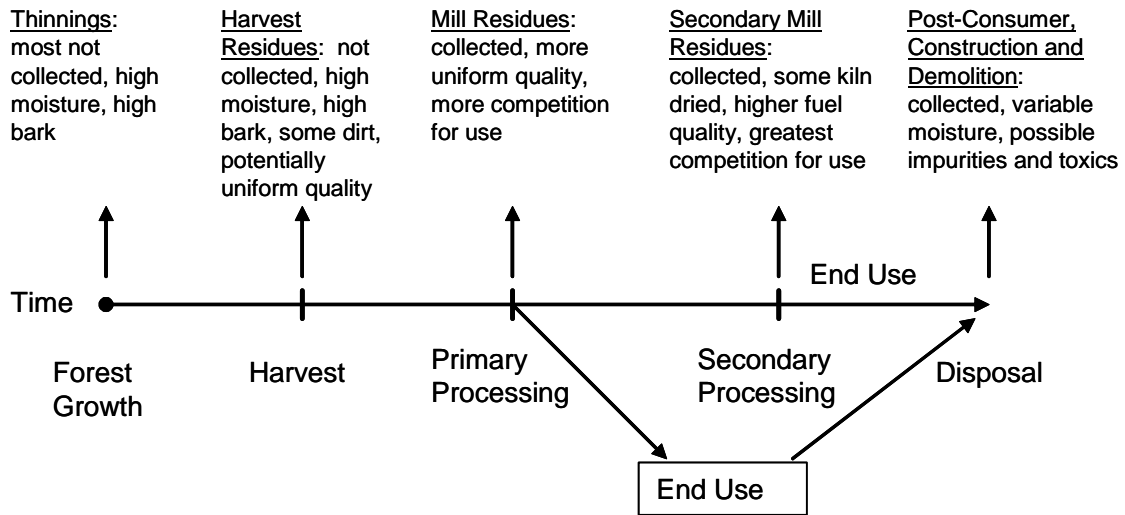 Thinnings:
most not
collected, high
moisture, high
bark
Harvest
Residues:  not
collected, high
moisture, high
bark, some dirt,
potentially
uniform quality
Mill Residues:
collected, more
uniform quality,
more competition
for use
Secondary Mill
Residues:
collected, some kiln
dried, higher fuel
quality, greatest
competition for use
Post-Consumer,
Construction and
Demolition:
collected, variable
moisture, possible
impurities and toxics
End Use
Time
Forest
Growth
Harvest
Primary
Processing
Secondary
Processing
Disposal
End Use